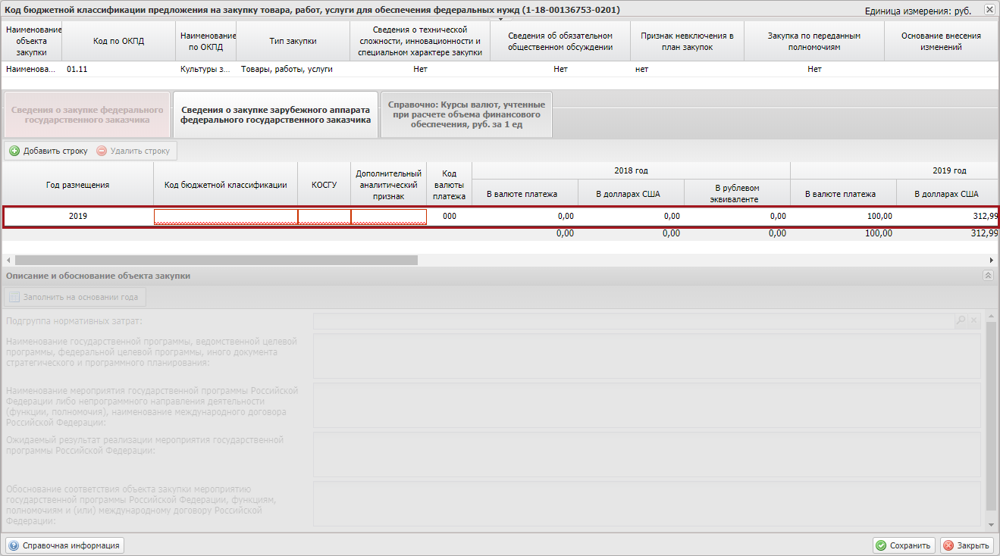 Код бюджетной классификации предложения на закупку товара, работ, услуги для обеспечения федеральных нужд (1-18-00136753-0201)
Единица измерения: руб.
Наименование объекта закупки
Код по ОКПД
Наименование по ОКПД
Тип закупки
Сведения о технической сложности, инновационности и специальном характере закупки
Сведения об обязательном общественном обсуждении
Признак невключения в план закупок
Закупка по переданным полномочиям
Основание внесения изменений
Наименова... 01.11 Культуры з... Товары, работы, услуги Нет Нет нет Нет
Сведения о закупке федерального
государственного заказчика
Сведения о закупке зарубежного аппарата
федерального государственного заказчика
Справочно: Курсы валют, учтенные
при расчете объема финансового
обеспечения, руб. за 1 ед
Добавить строку Удалить строку
Год размещения
Код бюджетной классификации
КОСГУ
Дополнительный аналитический признак
Код валюты платежа
2018 год
В валюте платежа
В долларах США
В рублевом эквиваленте
2019 год
В валюте платежа
В долларах США
2019 000 0,00 0,00 0,00 100,00 312,99
0,00 0,00 0,00 100,00 312,99
Описание и обоснование объекта закупки
Заполнить на основании года
Подгруппа нормативных затрат:
Наименование государственной программы, ведомственной целевой
программы, федеральной целевой программы, иного документа
стратегического и программного планирования:
Наименование мероприятия государственной программы Российской
Федерации либо непрограммного направления деятельности
(функции, полномочия), наименование международного договора
Российской Федерации:
Ожидаемый результат реализации мероприятия государственной
программы Российской Федерации:
Обоснование соответствия объекта закупки мероприятию
государственной программы Российской Федерации, функциям,
полномочиям и (или) международному договору Российской
Федерации:
Справочная информация
Сохранить
Закрыть